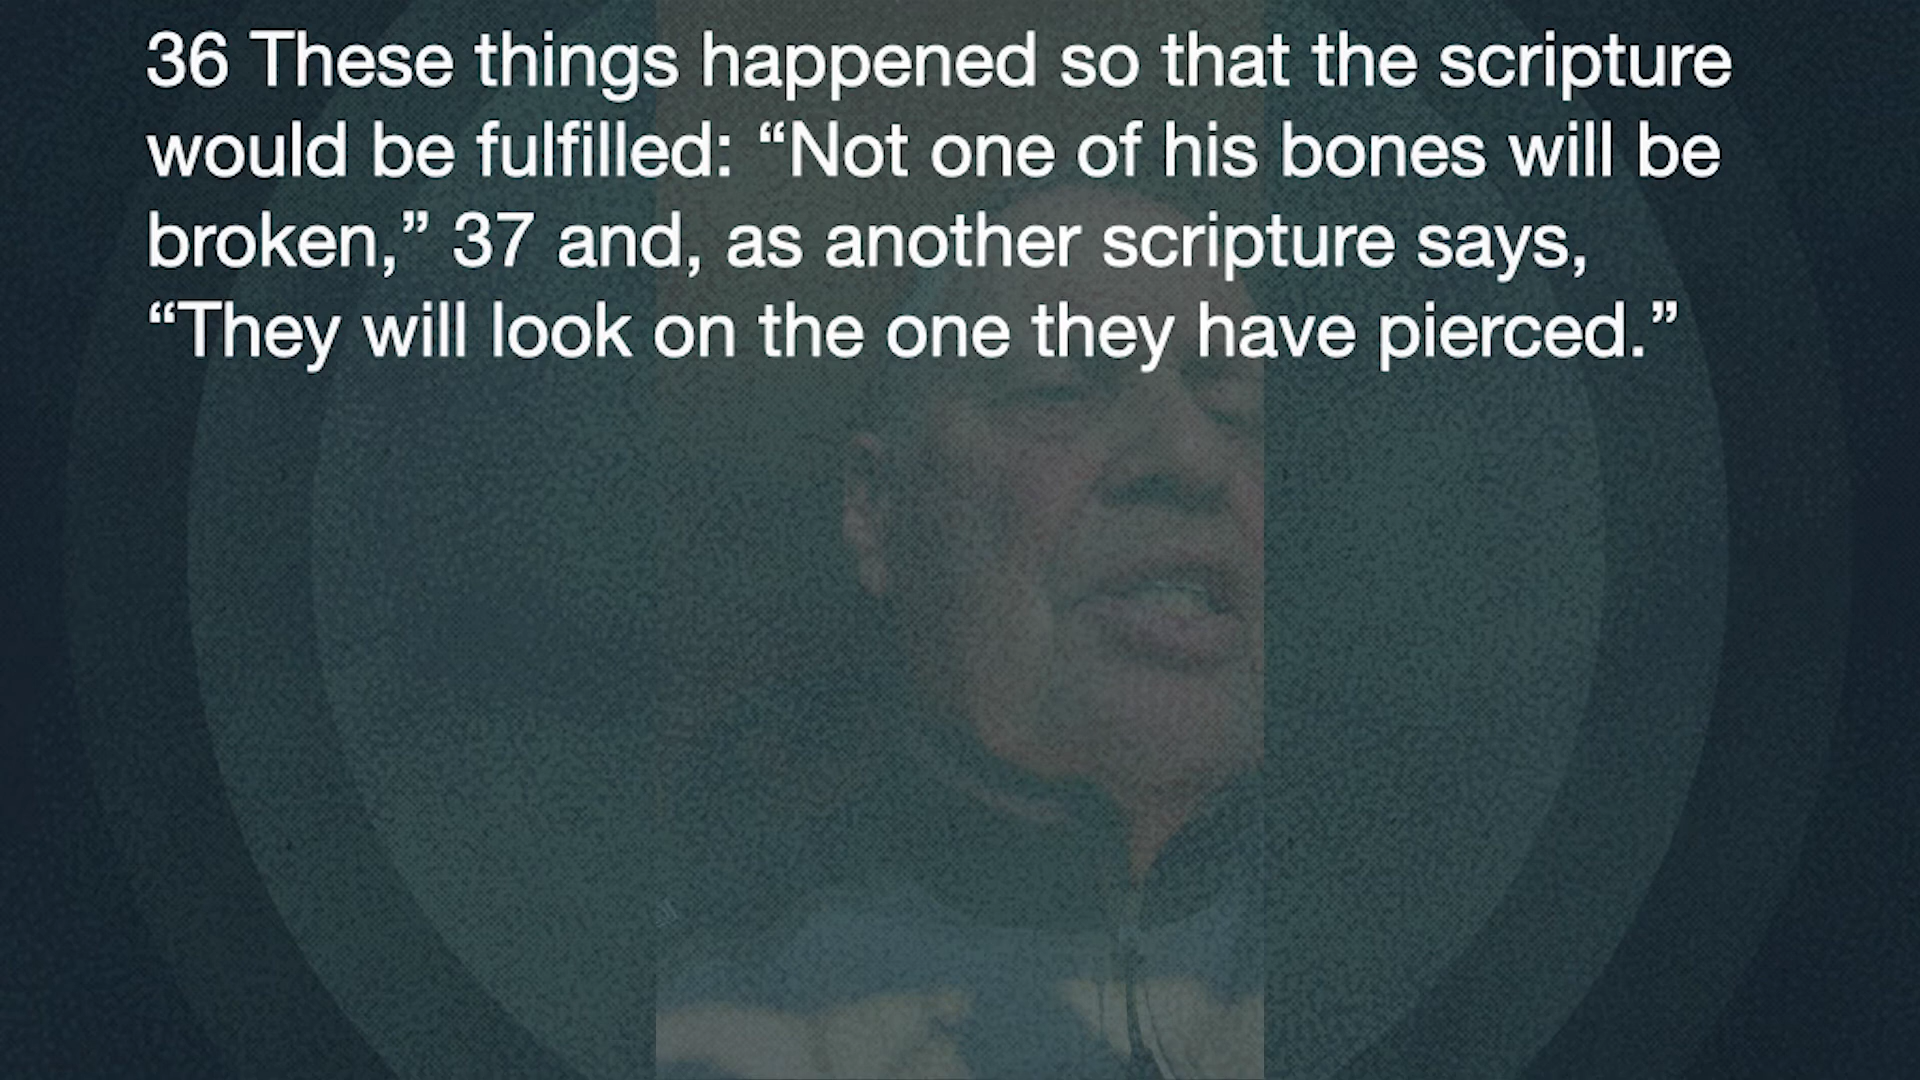 36 These things happened so that the scripture
would be fulfilled: “Not one of his bones will be
broken,” 37 and, as another scripture says,
“They will look on the one they have pierced.”